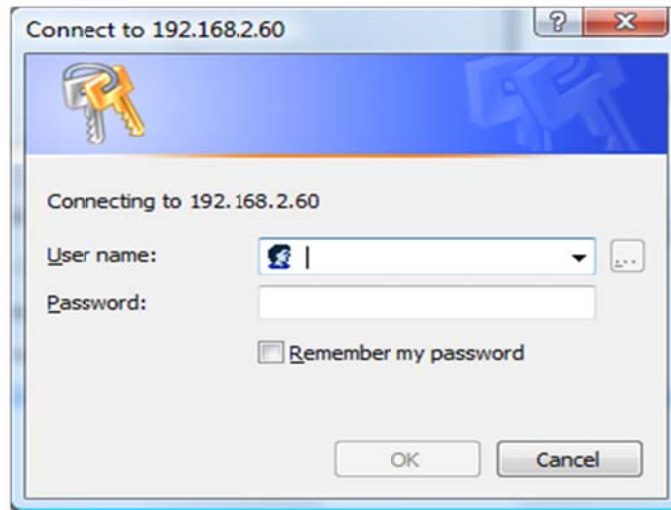 Connect to 192.168.2.60
Connecting to 192.168.2.60
User name:
...
Password:
Remember my password
OK
Cancel